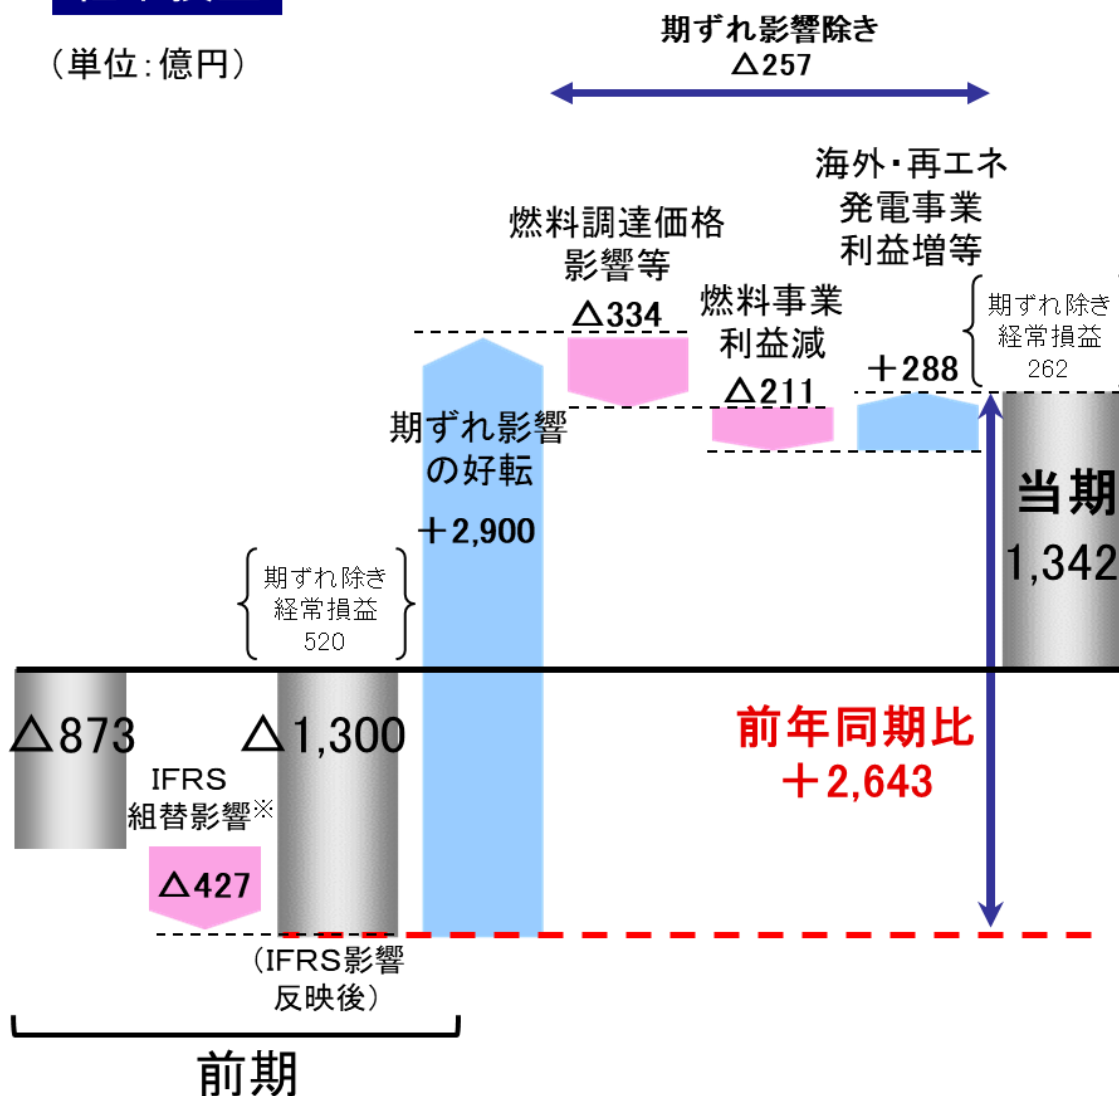 （単位：億円）
期ずれ影響除き
△257
海外・再エネ
発電事業
利益増等
＋288
燃料調達価格
影響等
△334
燃料事業
利益減
△211
期ずれ除き
経常損益
262
期ずれ影響
の好転
＋2,900
当期
1,342
期ずれ除き
経常損益
520
△873
△1,300
IFRS
組替影響※
△427
前年同期比
＋2,643
（IFRS影響
反映後）
前期